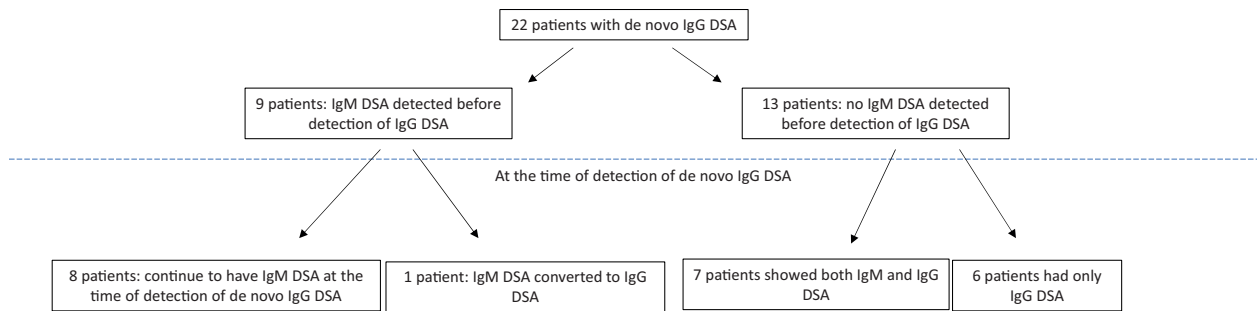 22 patients with de novo IgG DSA
9 patients: IgM DSA detected before
detection of IgG DSA
13 patients: no IgM DSA detected
before detection of IgG DSA
At the time of detection of de novo IgG DSA
8 patients: continue to have IgM DSA at the
time of detection of de novo IgG DSA
1 patient: IgM DSA converted to IgG
DSA
7 patients showed both IgM and IgG
DSA
6 patients had only
IgG DSA